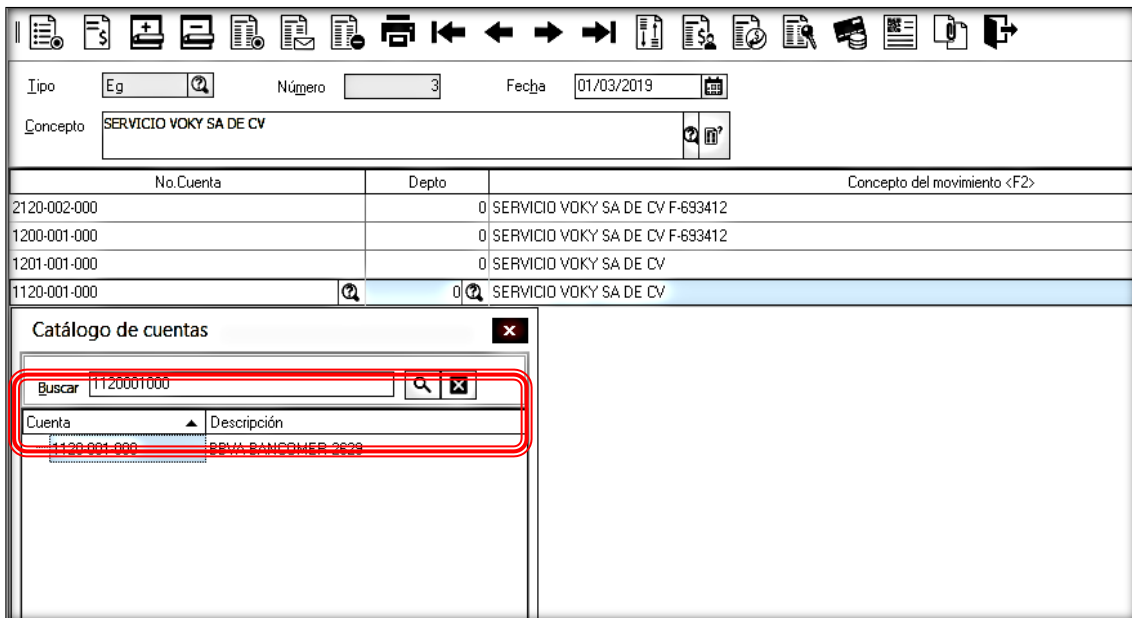 Tipo Eg Número 3 Fecha 01/03/2019
Concepto SERVICIO VOKY SA DE CV
No.Cuenta Depto Concepto del movimiento <F2>
2120-002-000 0 SERVICIO VOKY SA DE CV F-693412
1200-001-000 0 SERVICIO VOKY SA DE CV F-693412
1201-001-000 0 SERVICIO VOKY SA DE CV
1120-001-000 0 SERVICIO VOKY SA DE CV
Catálogo de cuentas
Buscar 1120001000
Cuenta Descripción
1120-001-000 BBVA BANCOMER 2629